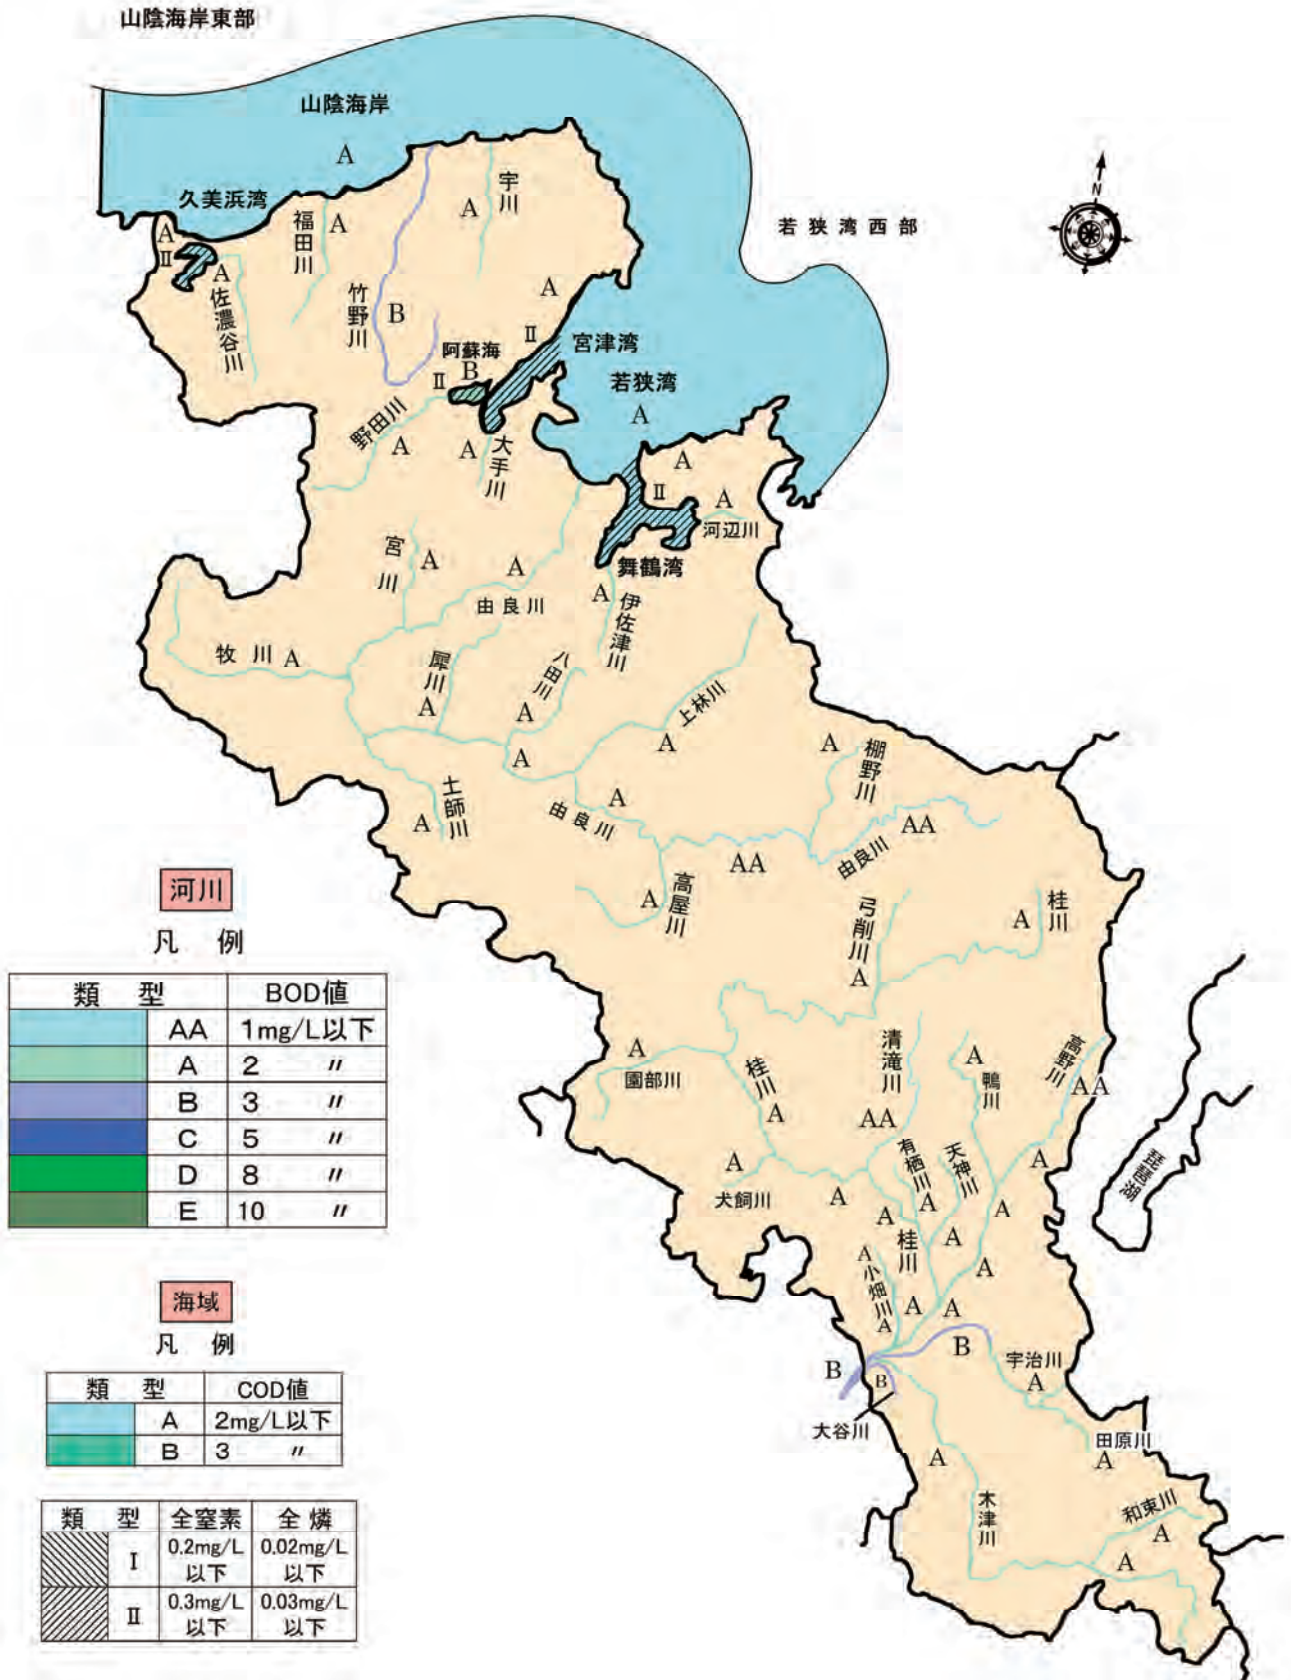 山陰海岸東部
山陰海岸
A
久美浜湾
A
II
A
佐濃谷川
福田川
A
竹野川
B
宇川
A
A
II
若狭湾西部
N
宮津湾
阿蘇海
B
II
若狭湾
A
野田川
A
A
大手川
A
II
A
河辺川
舞鶴湾
宮川
A
A
由良川
A
伊佐津川
牧川 A
犀川
A
八田川
A
A
上林川
A
土師川
A
A
由良川
A
棚野川
AA
由良川
AA
A
高屋川
弓削川
A
A
桂川
A
園部川
桂川
A
清滝川
AA
A
鴨川
高野川
AA
A
A
犬飼川
A
有栖川
A
天神川
A
A
A
桂川
A
A
小畑川
A
A
A
B
宇治川
A
B
B
大谷川
田原川
A
A
木津川
和束川
A
A
琵琶湖
河川
凡 例
類 型 BOD値
AA 1mg/L以下
A 2 〃
B 3 〃
C 5 〃
D 8 〃
E 10 〃
海域
凡 例
類 型 COD値
A 2mg/L以下
B 3 〃
類 型 全窒素 全燐
I 0.2mg/L以下 0.02mg/L以下
II 0.3mg/L以下 0.03mg/L以下